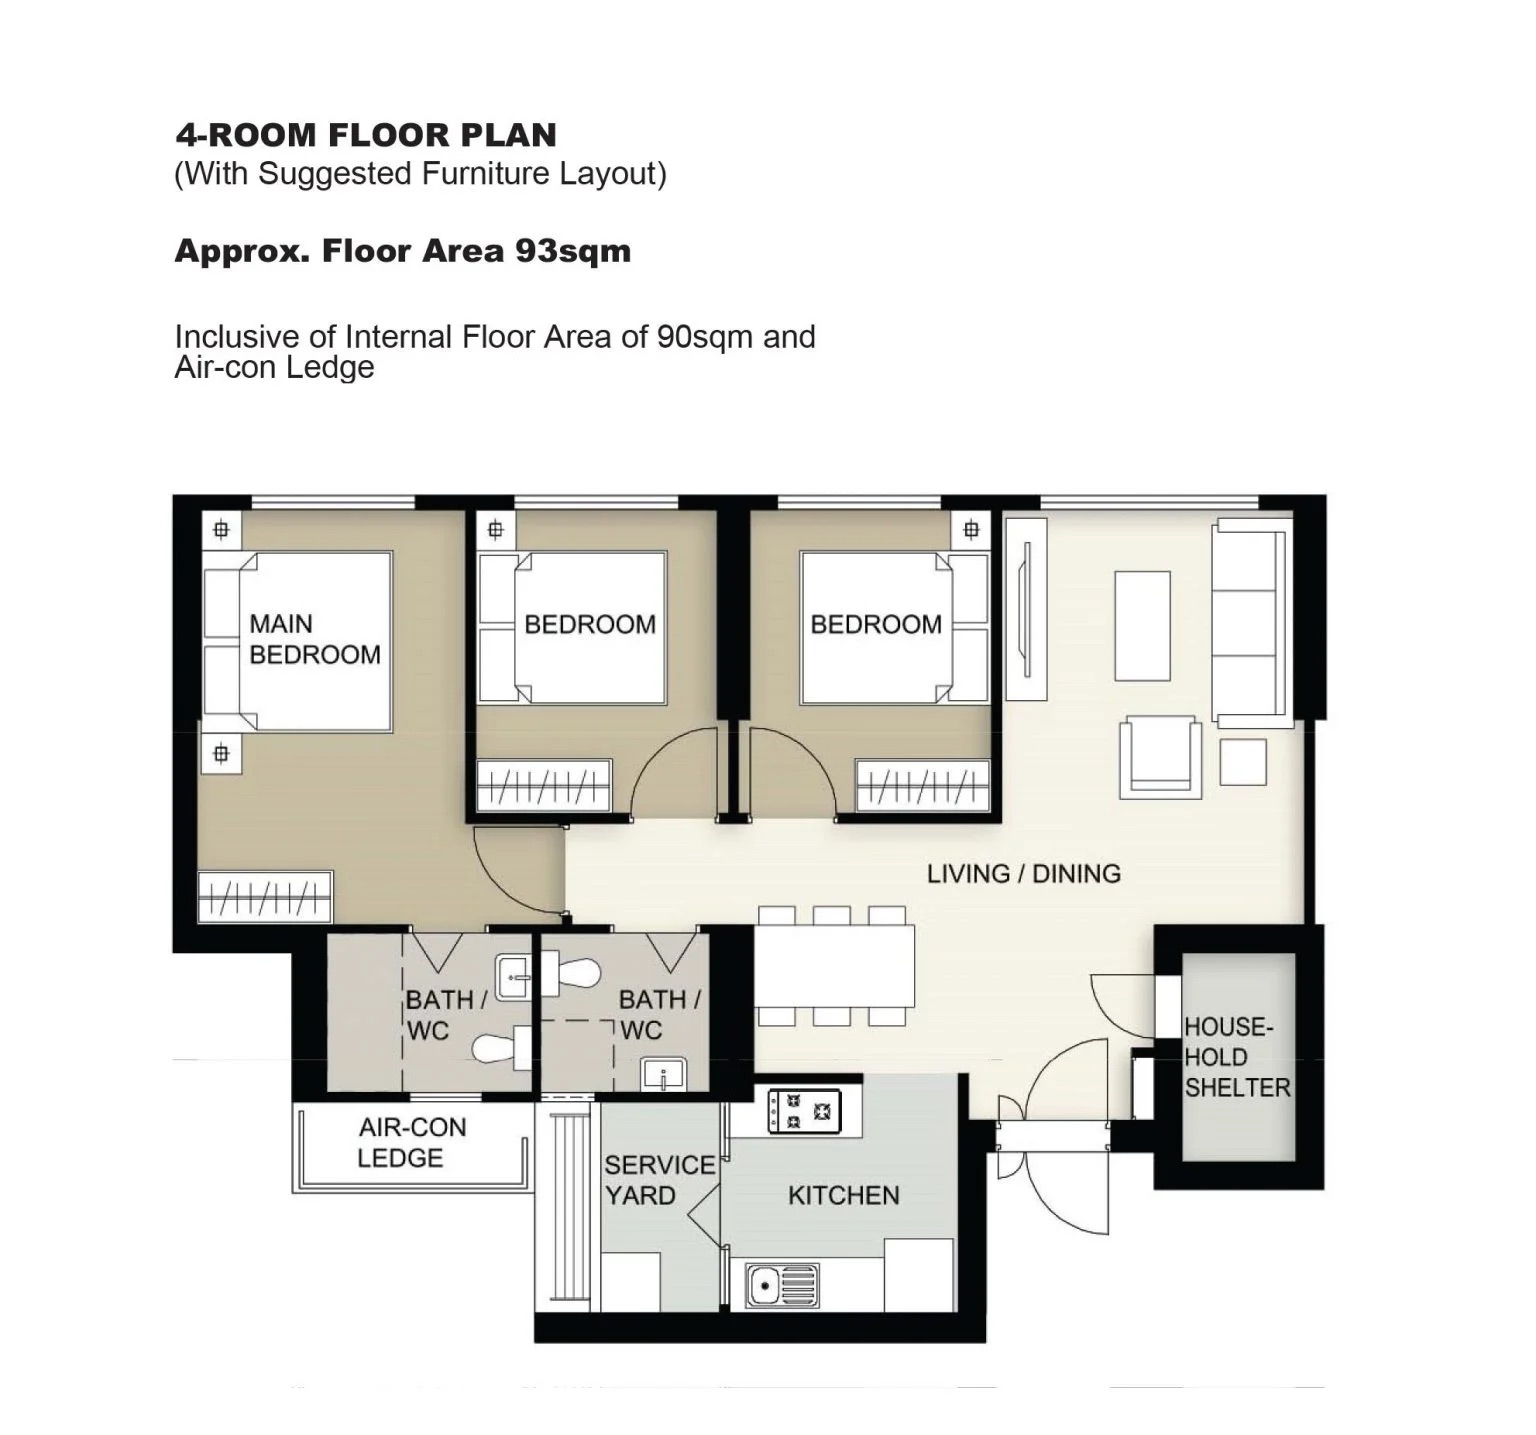 4-ROOM FLOOR PLAN
(With Suggested Furniture Layout)
Approx. Floor Area 93sqm
Inclusive of Internal Floor Area of 90sqm and
Air-con Ledge
MAIN
BEDROOM
BEDROOM
BEDROOM
LIVING / DINING
BATH /
WC
BATH /
WC
HOUSE-
HOLD
SHELTER
AIR-CON
LEDGE
SERVICE
YARD
KITCHEN